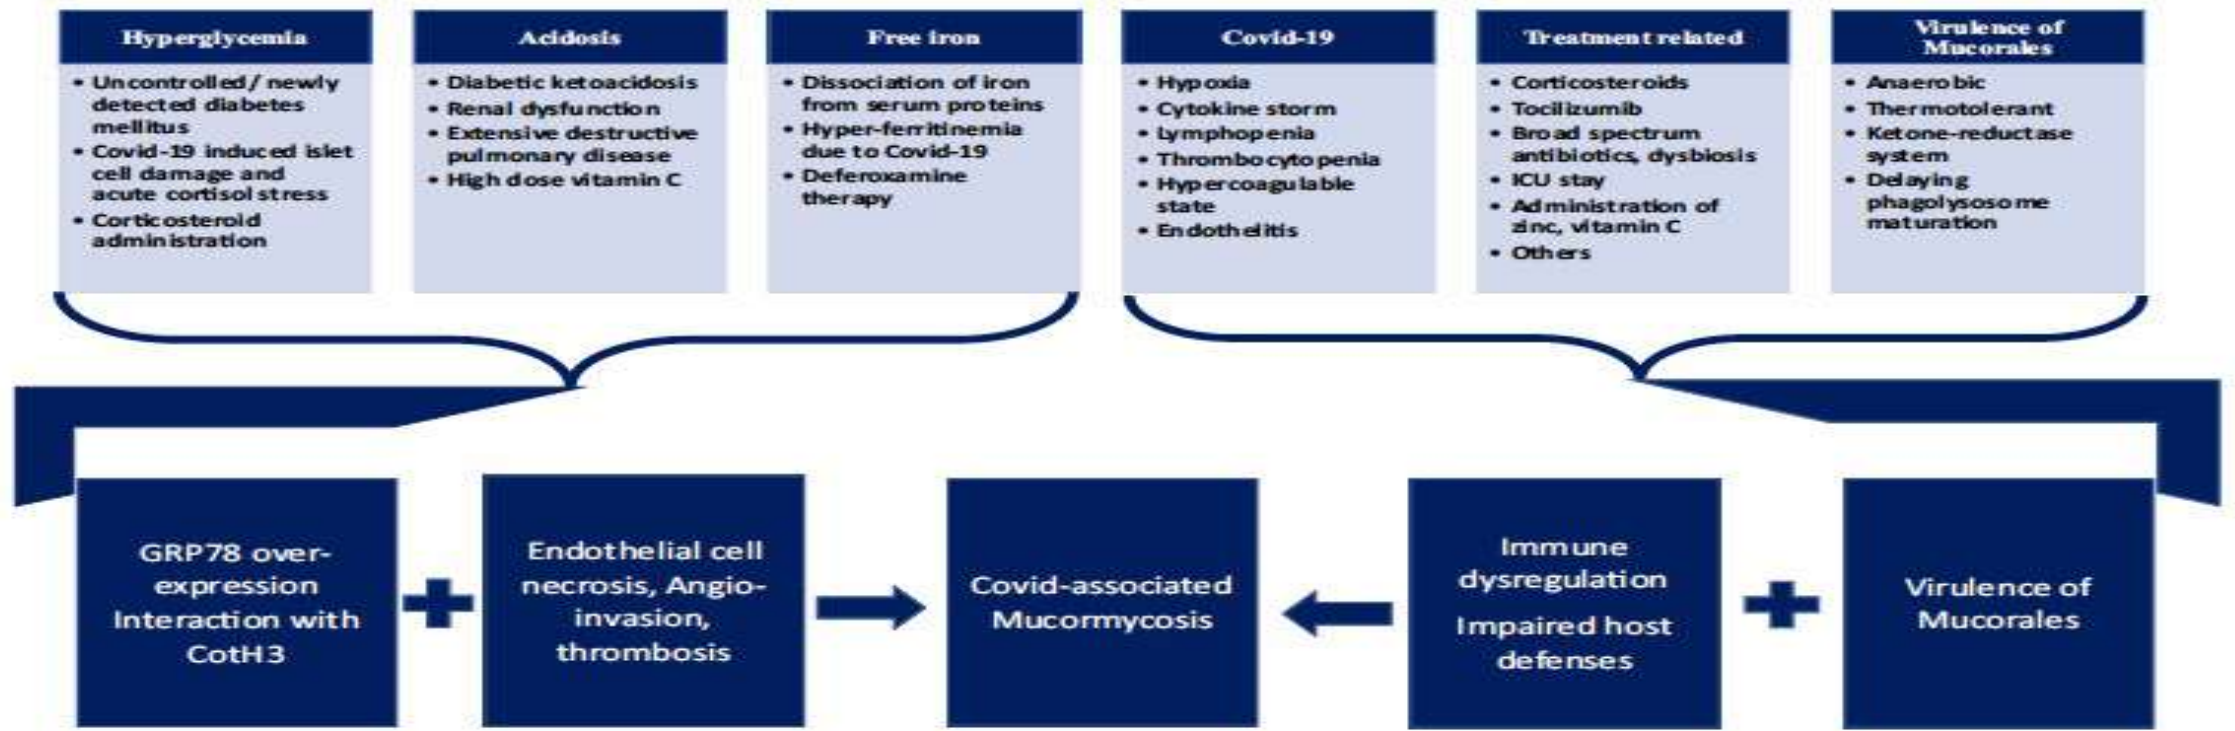 Hyperglycemia
• Uncontrolled/ newly
detected diabetes
mellitus
• Covid-19 induced islet
cell damage and
acute cortisol stress
• Corticosteroid
administration
Acidosis
• Diabetic ketoacidosis
• Renal dysfunction
• Extensive destructive
pulmonary disease
• High dose vitamin C
Free iron
• Dissociation of iron
from serum proteins
• Hyper-ferritinemia
due to Covid-19
• Deferoxamine
therapy
Covid-19
• Hypoxia
• Cytokine storm
• Lymphopenia
• Thrombocytopenia
• Hypercoagulable
state
• Endothelitis
Treatment related
• Corticosteroids
• Tocilizumib
• Broad spectrum
antibiotics, dysbiosis
• ICU stay
• Administration of
zinc, vitamin C
• Others
Virulence of
Mucorales
• Anaerobic
• Thermotolerant
• Ketone-reductase
system
• Delaying
phagolysosome
maturation
GRP78 over-
expression
Interaction with
CotH3
Endothelial cell
necrosis, Angio-
invasion,
thrombosis
Covid-associated
Mucormycosis
Immune
dysregulation
Impaired host
defenses
Virulence of
Mucorales